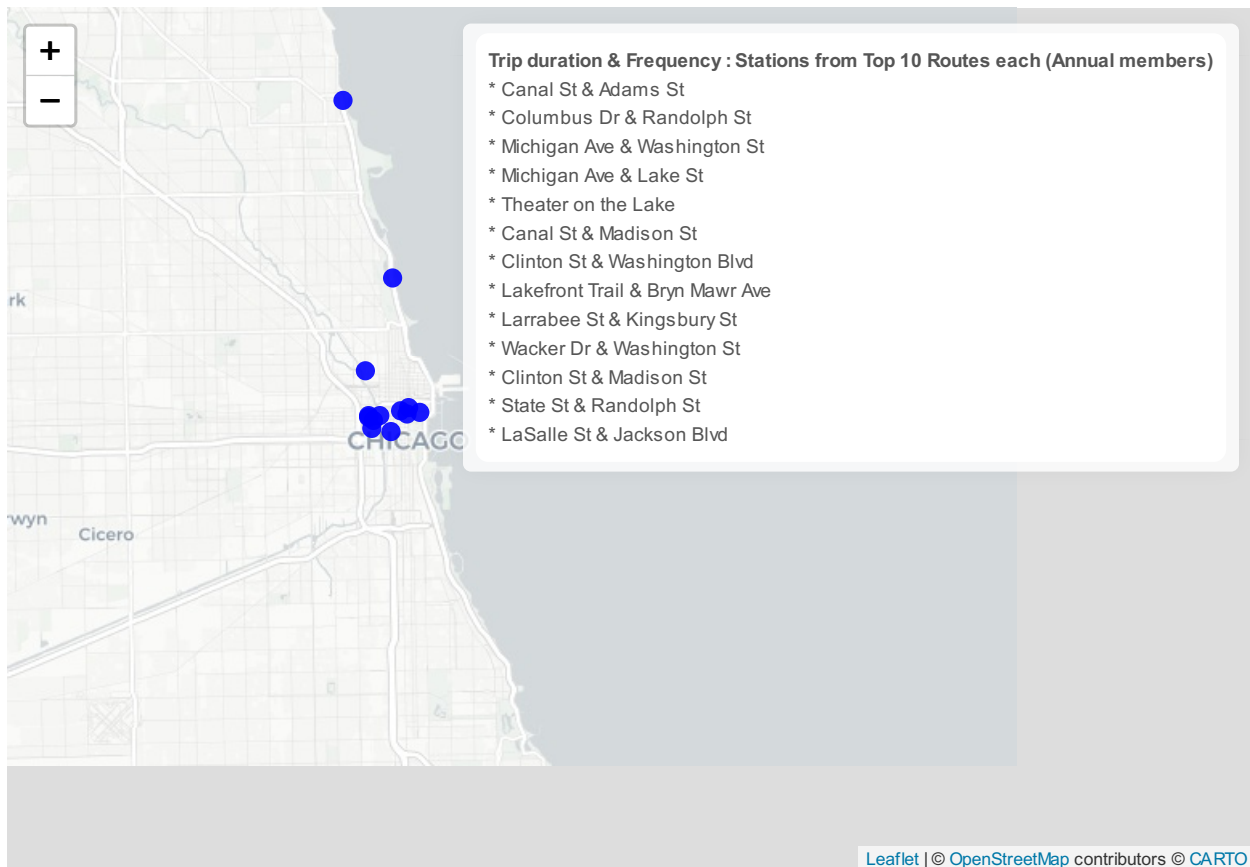 +
−
Trip duration & Frequency : Stations from Top 10 Routes each (Annual members)
* Canal St & Adams St
* Columbus Dr & Randolph St
* Michigan Ave & Washington St
* Michigan Ave & Lake St
* Theater on the Lake
* Canal St & Madison St
* Clinton St & Washington Blvd
* Lakefront Trail & Bryn Mawr Ave
* Larrabee St & Kingsbury St
* Wacker Dr & Washington St
* Clinton St & Madison St
* State St & Randolph St
* LaSalle St & Jackson Blvd
rk
CHICAGO
wyn
Cicero
Leaflet | © OpenStreetMap contributors © CARTO